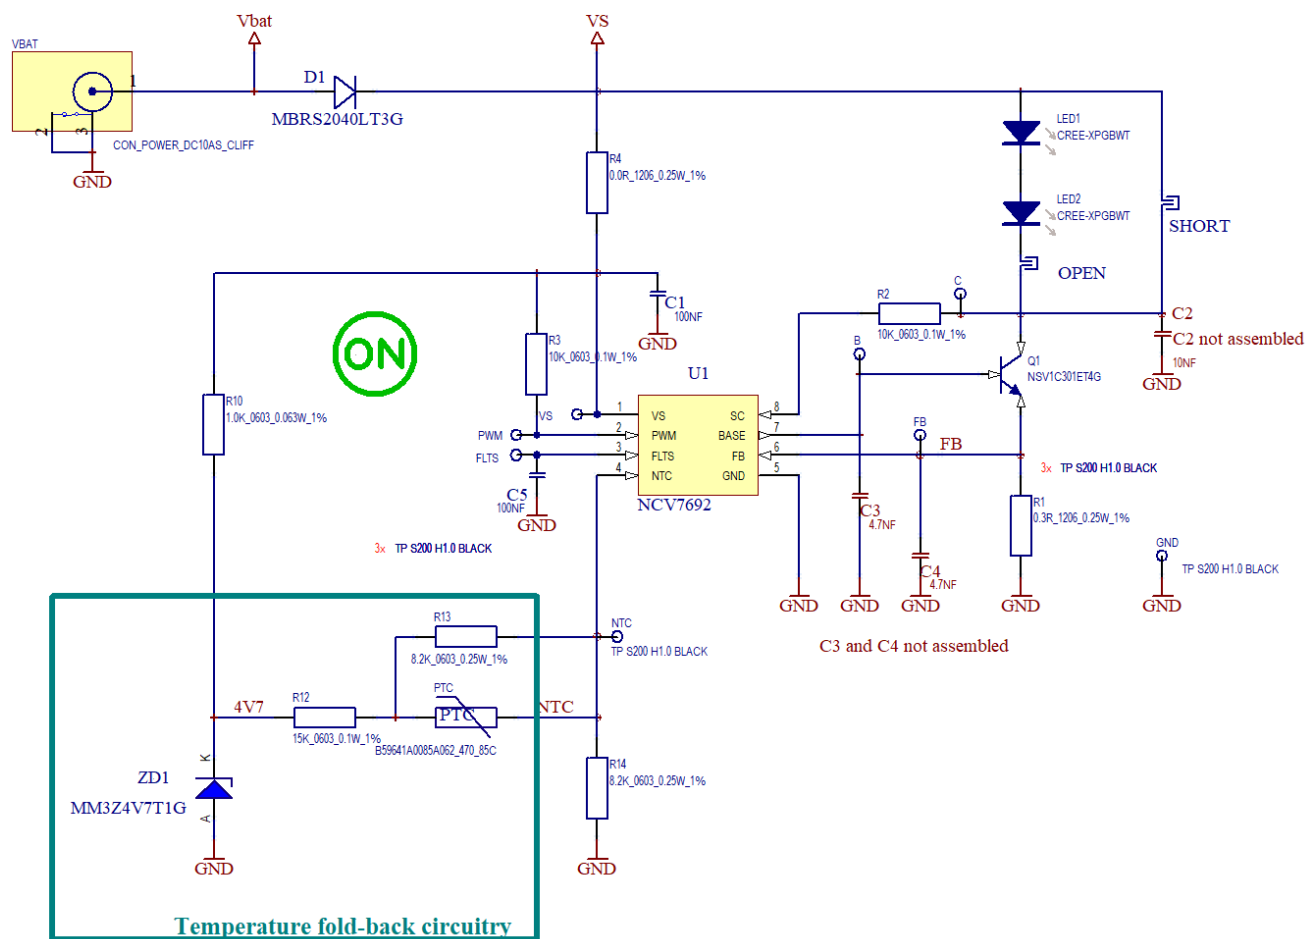 Vbat
VS
VBAT
1
2
3
CON_POWER_DC10AS_CLIFF
GND
D1
MBRS2040LT3G
R4
0.0R_1206_0.25W_1%
LED1
CREE-XPGBWT
LED2
CREE-XPGBWT
SHORT
OPEN
C1
100NF
GND
ON
R3
10K_0603_0.1W_1%
R10
1.0K_0603_0.063W_1%
R2
10K_0603_0.1W_1%
C
B
C2
C2 not assembled
10NF
GND
Q1
NSV1C301ET4G
U1
VS
1
VS
SC
8
PWM
2
PWM
BASE
7
FLTS
3
FLTS
FB
6
4
NTC
GND
5
NCV7692
FB
FB
3x TP S200 H1.0 BLACK
C5
100NF
GND
3x TP S200 H1.0 BLACK
C3
4.7NF
C4
4.7NF
R1
0.3R_1206_0.25W_1%
GND
TP S200 H1.0 BLACK
GND
GND
GND
GND
GND
C3 and C4 not assembled
R13
8.2K_0603_0.25W_1%
NTC
TP S200 H1.0 BLACK
4V7
R12
15K_0603_0.1W_1%
PTC
PTC
B59641A0085A062_470_85C
NTC
R14
8.2K_0603_0.25W_1%
K
ZD1
MM3Z4V7T1G
A
GND
GND
Temperature fold-back circuitry